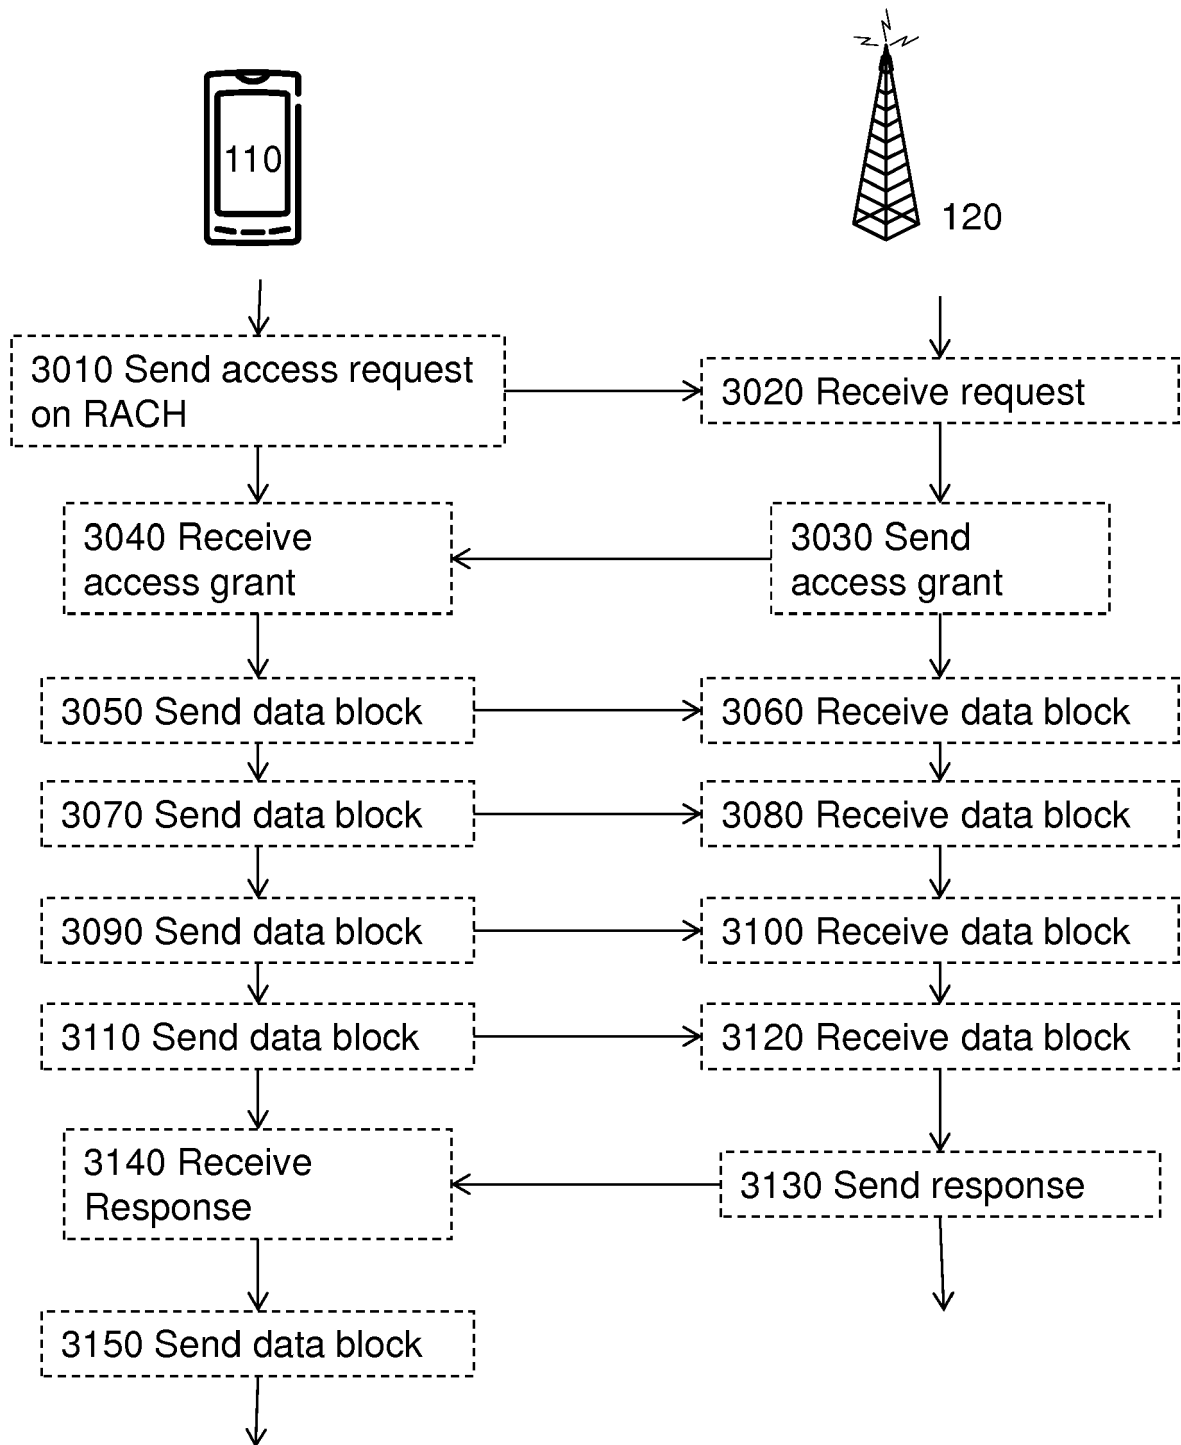 110
120
3010 Send access request
on RACH
3020 Receive request
3040 Receive
access grant
3030 Send
access grant
3050 Send data block
3060 Receive data block
3070 Send data block
3080 Receive data block
3090 Send data block
3100 Receive data block
3110 Send data block
3120 Receive data block
3140 Receive
Response
3130 Send response
3150 Send data block